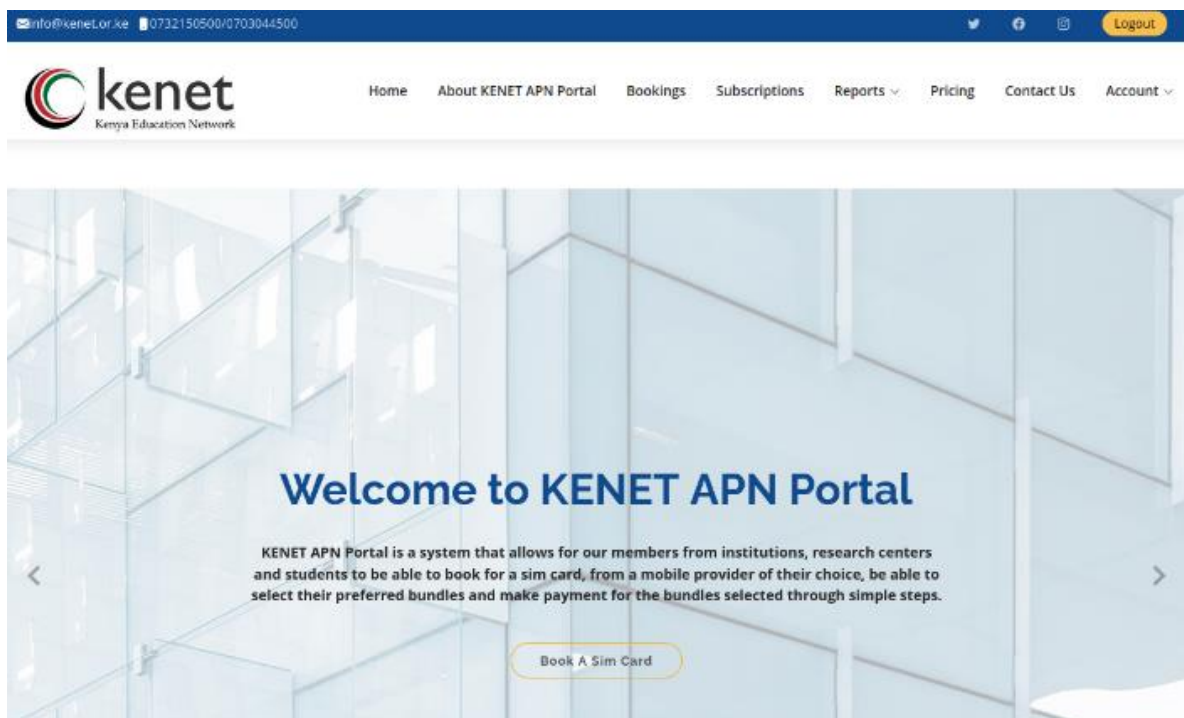 info@kenet.or.ke 0732150500/0703044500 Logout
kenet
Kenya Education Network
Home About KENET APN Portal Bookings Subscriptions Reports Pricing Contact Us Account
Welcome to KENET APN Portal
KENET APN Portal is a system that allows for our members from institutions, research centers
and students to be able to book for a sim card, from a mobile provider of their choice, be able to
select their preferred bundles and make payment for the bundles selected through simple steps.
Book A Sim Card